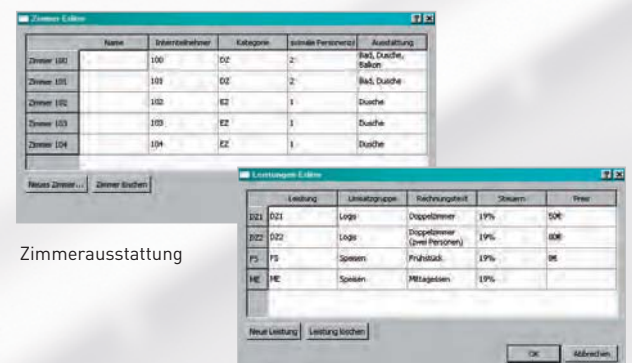 Zimmer Editor
Name Internteilnehmer Kategorie Ausstattung
Zimmer 100 100 DZ 2 Bad, Dusche,
Balkon
Zimmer 101 101 DZ 2 Bad, Dusche
Zimmer 102 102 EZ 1 Dusche
Zimmer 103 103 EZ 1 Dusche
Zimmer 104 104 EZ 1 Dusche
Neues Zimmer... Zimmer löschen
Zimmerausstattung
Leistungen Editor
Leistung Umsatzgruppe Rechnungstext Steuern Preis
DZ1 DZ1 Logis Doppelzimmer 19% 50€
DZ2 DZ2 Logis Doppelzimmer
(zwei Personen) 19% 80€
FS FS Speisen Frühstück 19%
ME ME Speisen Mittagessen 19%
Neue Leistung Leistung löschen
OK Abbrechen